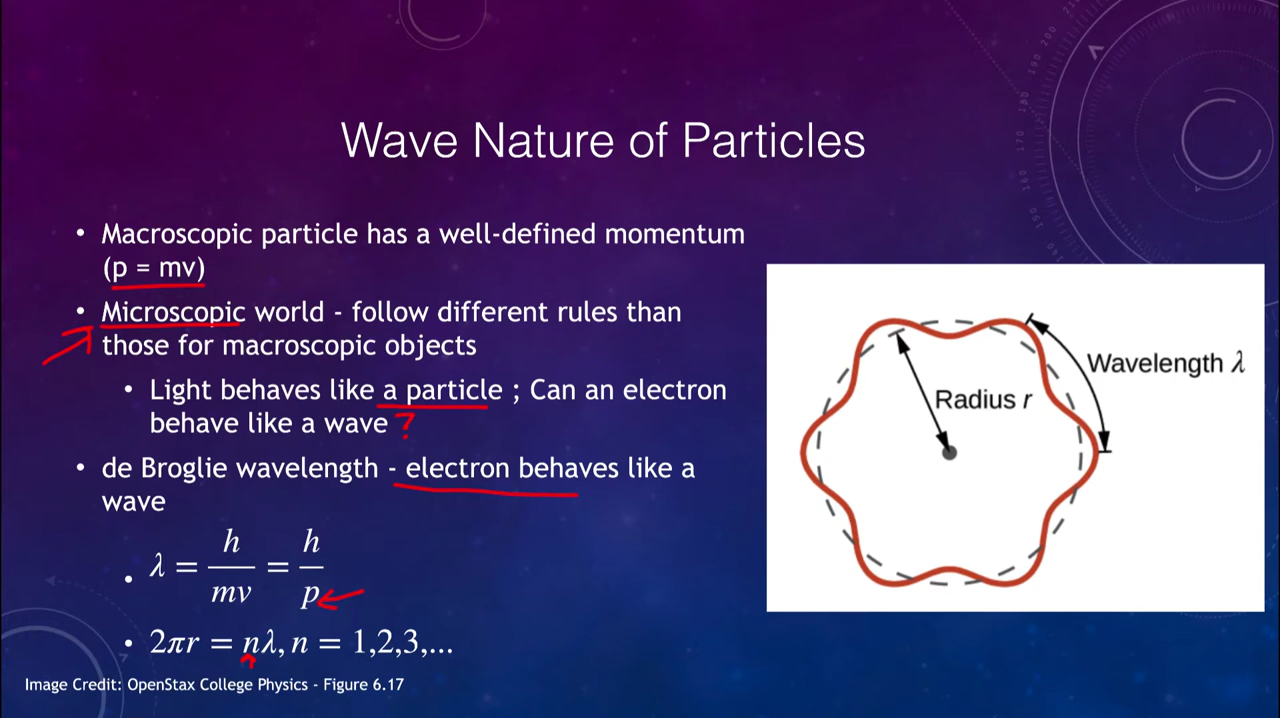 Wave Nature of Particles
• Macroscopic particle has a well-defined momentum
(p = mv)
• Microscopic world - follow different rules than
those for macroscopic objects
• Light behaves like a particle ; Can an electron
behave like a wave ?
• de Broglie wavelength - electron behaves like a
wave
• λ = h/mv = h/p
• 2πr = nλ, n = 1,2,3,...
Wavelength λ
Radius r
Image Credit: OpenStax College Physics - Figure 6.17